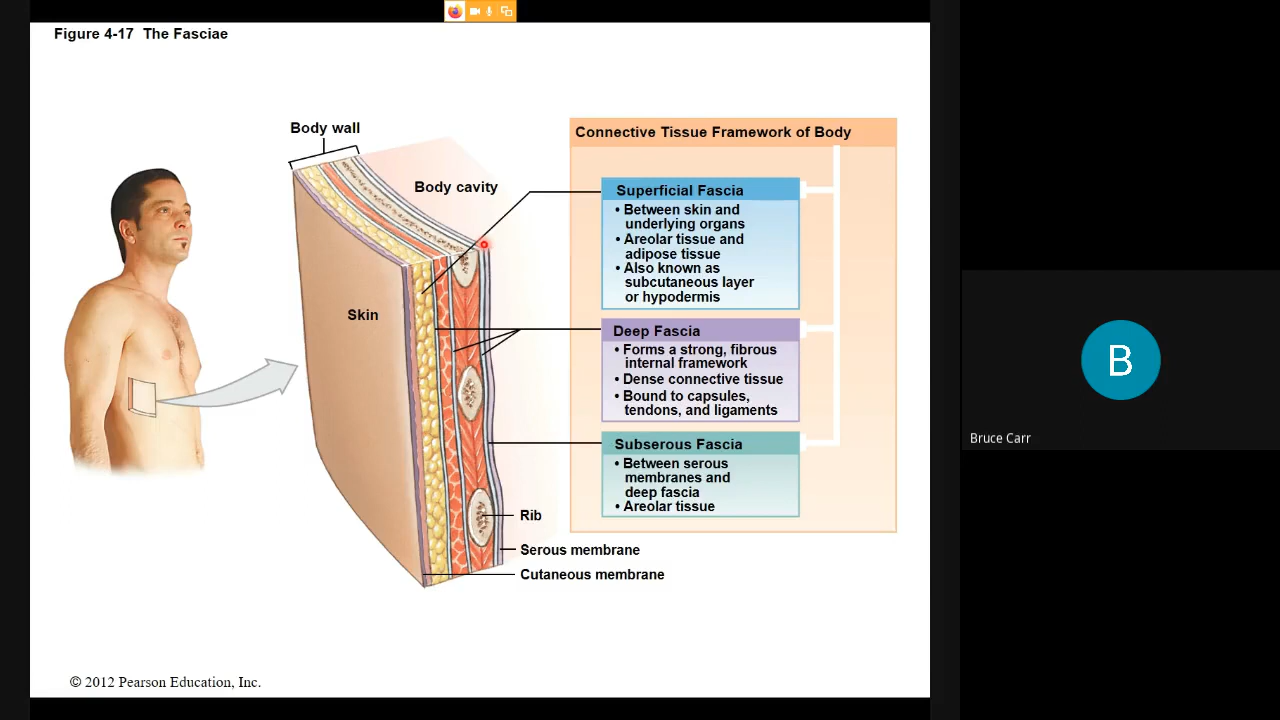 Figure 4-17 The Fasciae
Body wall
Body cavity
Skin
Connective Tissue Framework of Body
Superficial Fascia
• Between skin and
underlying organs
• Areolar tissue and
adipose tissue
• Also known as
subcutaneous layer
or hypodermis
Deep Fascia
• Forms a strong, fibrous
internal framework
• Dense connective tissue
• Bound to capsules,
tendons, and ligaments
Subserous Fascia
• Between serous
membranes and
deep fascia
• Areolar tissue
Rib
Serous membrane
Cutaneous membrane
© 2012 Pearson Education, Inc.
B
Bruce Carr